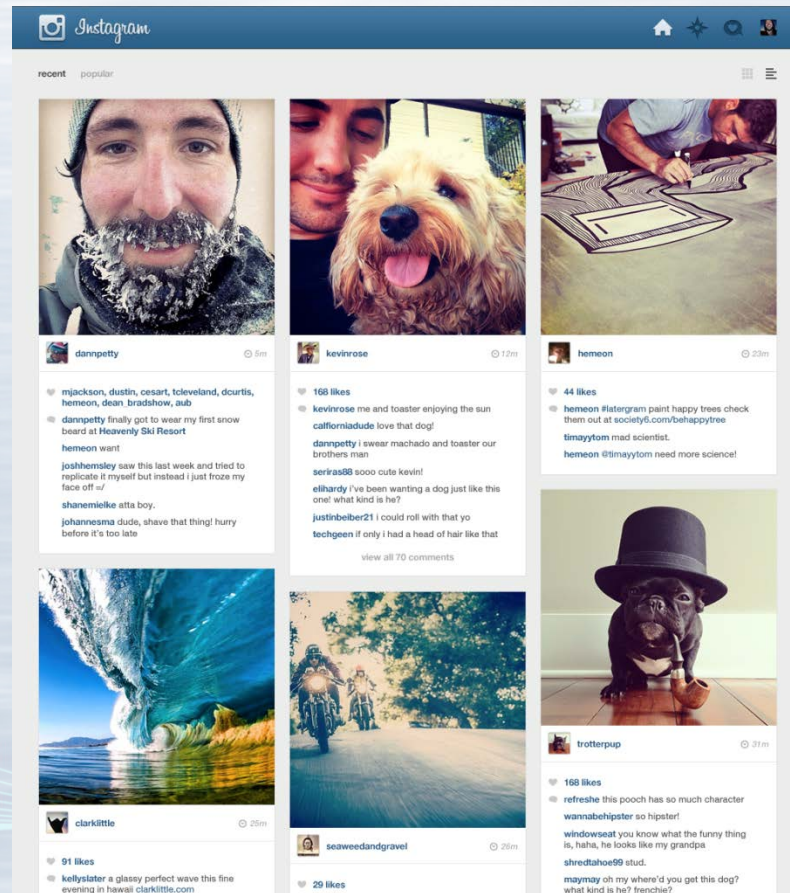 Instagram
recent popular
dannpetty 5m
mjackson, dustin, cesart, tcleveland, dcurtis,
hemeon, dean_bradshow, aub
dannpetty finally got to wear my first snow
beard at Heavenly Ski Resort
hemeon want
joshhemsley saw this last week and tried to
replicate it myself but instead i just froze my
face off =/
shanemielke atta boy.
johannesma dude, shave that thing! hurry
before it's too late
clarklittle 25m
91 likes
kellyslater a glassy perfect wave this fine
evening in hawaii clarklittle.com
kevinrose 12m
168 likes
kevinrose me and toaster enjoying the sun
calfiorniadude love that dog!
dannpetty i swear machado and toaster our
brothers man
seriras88 sooo cute kevin!
elihardy i've been wanting a dog just like this
one! what kind is he?
justinbeiber21 i could roll with that yo
techgeen if only i had a head of hair like that
view all 70 comments
seaweedandgravel 26m
29 likes
hemeon 23m
44 likes
hemeon #latergram paint happy trees check
them out at society6.com/behappytree
timayytom mad scientist.
hemeon @timayytom need more science!
trotterpup 31m
168 likes
refreshe this pooch has so much character
wannabehipster so hipster!
windowseat you know what the funny thing
is, haha, he looks like my grandpa
shredtahoe99 stud.
maymay oh my where'd you get this dog?
what kind is he? frenchie?